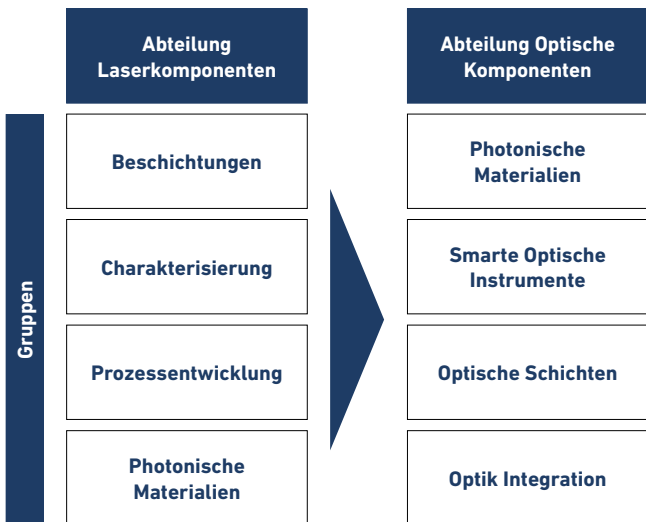 Abteilung
Laserkomponenten
Abteilung Optische
Komponenten
Gruppen
Beschichtungen
Charakterisierung
Prozessentwicklung
Photonische
Materialien
Photonische
Materialien
Smarte Optische
Instrumente
Optische Schichten
Optik Integration